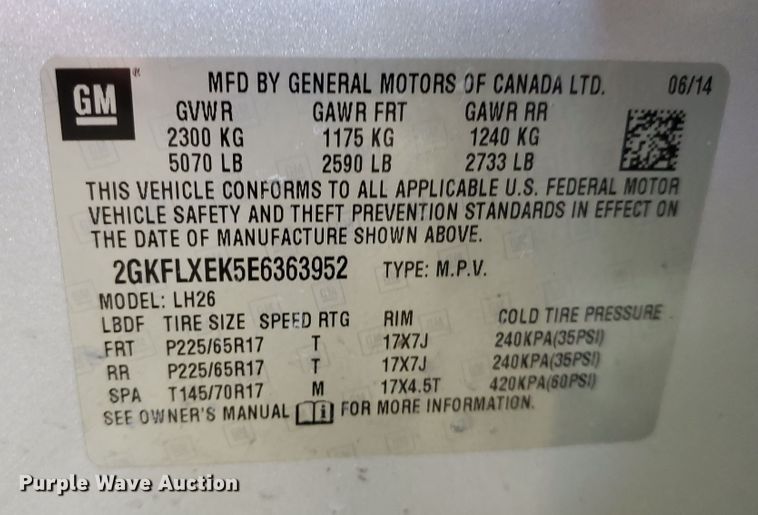 GM ® MFD BY GENERAL MOTORS OF CANADA LTD. 06/14
GVWR GAWR FRT GAWR RR
2300 KG 1175 KG 1240 KG
5070 LB 2590 LB 2733 LB
THIS VEHICLE CONFORMS TO ALL APPLICABLE U.S. FEDERAL MOTOR
VEHICLE SAFETY AND THEFT PREVENTION STANDARDS IN EFFECT ON
THE DATE OF MANUFACTURE SHOWN ABOVE.
2GKFLXEK5E6363952 TYPE: M.P.V.
MODEL: LH26
LBDF TIRE SIZE SPEED RTG RIM COLD TIRE PRESSURE
FRT P225/65R17 T 17X7J 240KPA(35PSI)
RR P225/65R17 T 17X7J 240KPA(35PSI)
SPA T145/70R17 M 17X4.5T 420KPA(60PSI)
SEE OWNER'S MANUAL i FOR MORE INFORMATION.
Purple Wave Auction